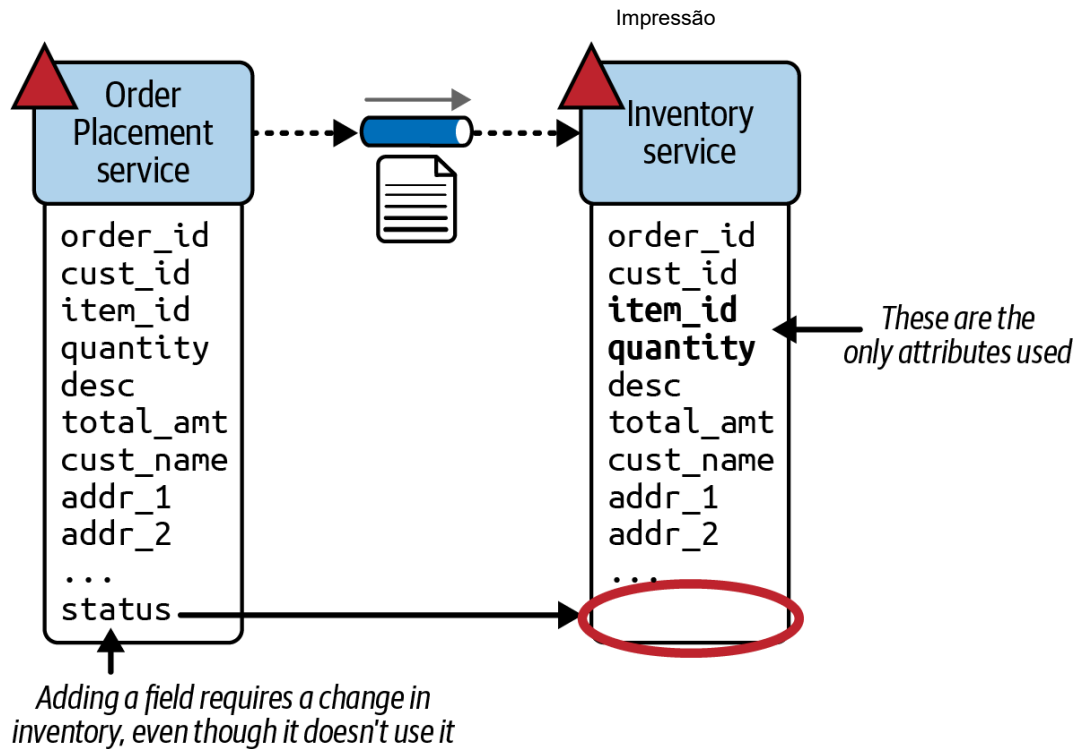 Impressão
Order
Placement
service
Inventory
service
order_id
cust_id
item_id
quantity
desc
total_amt
cust_name
addr_1
addr_2
...
status
order_id
cust_id
item_id
quantity
desc
total_amt
cust_name
addr_1
addr_2
...
These are the
only attributes used
Adding a field requires a change in
inventory, even though it doesn't use it